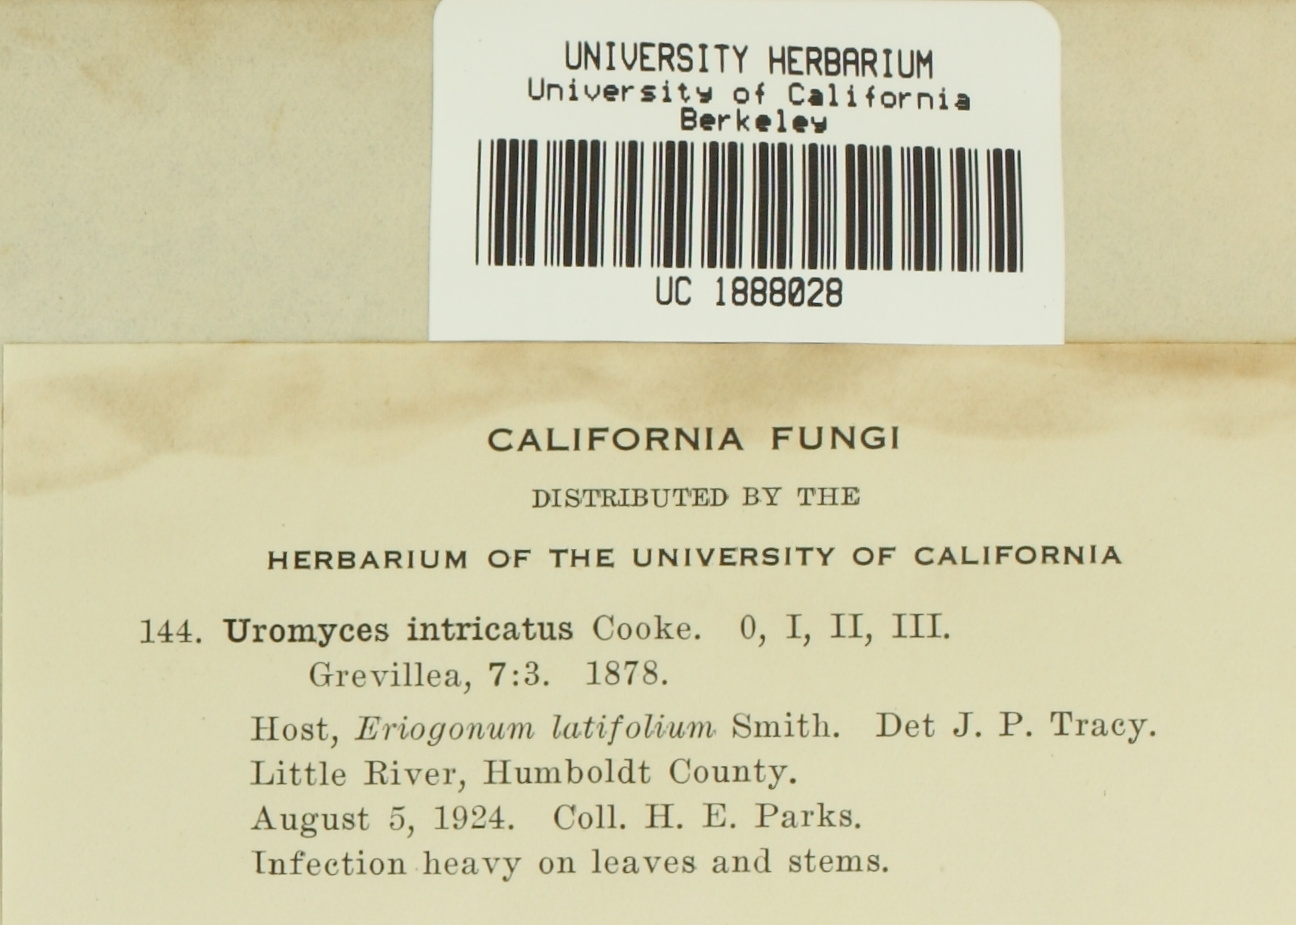 UNIVERSITY HERBARIUM
University of California
Berkeley
UC 1888028
CALIFORNIA FUNGI
DISTRIBUTED BY THE
HERBARIUM OF THE UNIVERSITY OF CALIFORNIA
144. Uromyces intricatus Cooke. 0, I, II, III.
Grevillea, 7:3. 1878.
Host, Eriogonum latifolium Smith. Det J. P. Tracy.
Little River, Humboldt County.
August 5, 1924. Coll. H. E. Parks.
Infection heavy on leaves and stems.